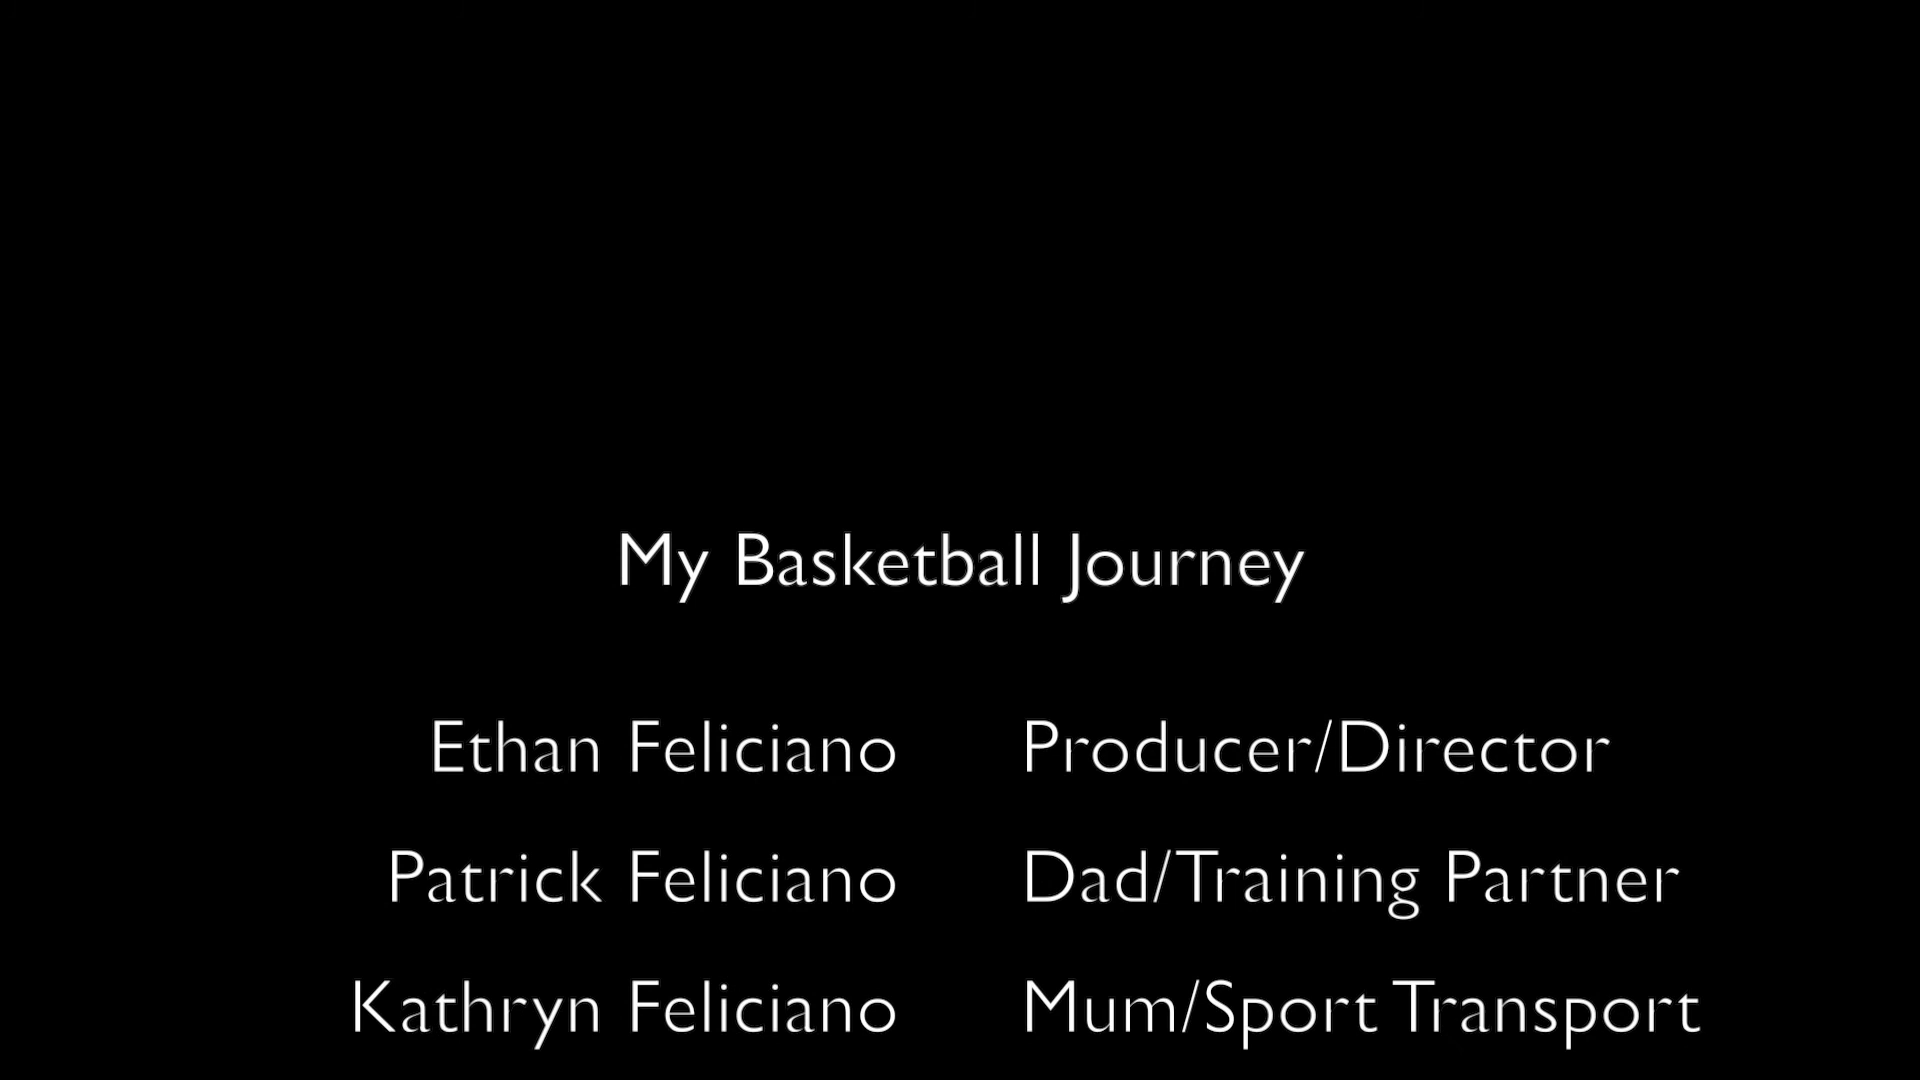 My Basketball Journey
Ethan Feliciano Producer/Director
Patrick Feliciano Dad/Training Partner
Kathryn Feliciano Mum/Sport Transport